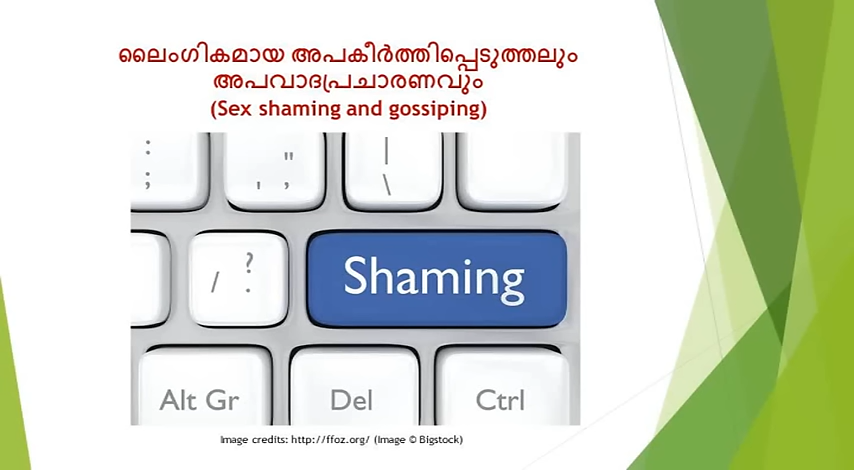 ലൈംഗികമായ അപകീർത്തിപ്പെടുത്തലും
അപവാദപ്രചാരണവും
(Sex shaming and gossiping)
: " |
; ' , \
/ ? . Shaming
Alt Gr Del Ctrl
Image credits: http://ffoz.org/ (Image © Bigstock)